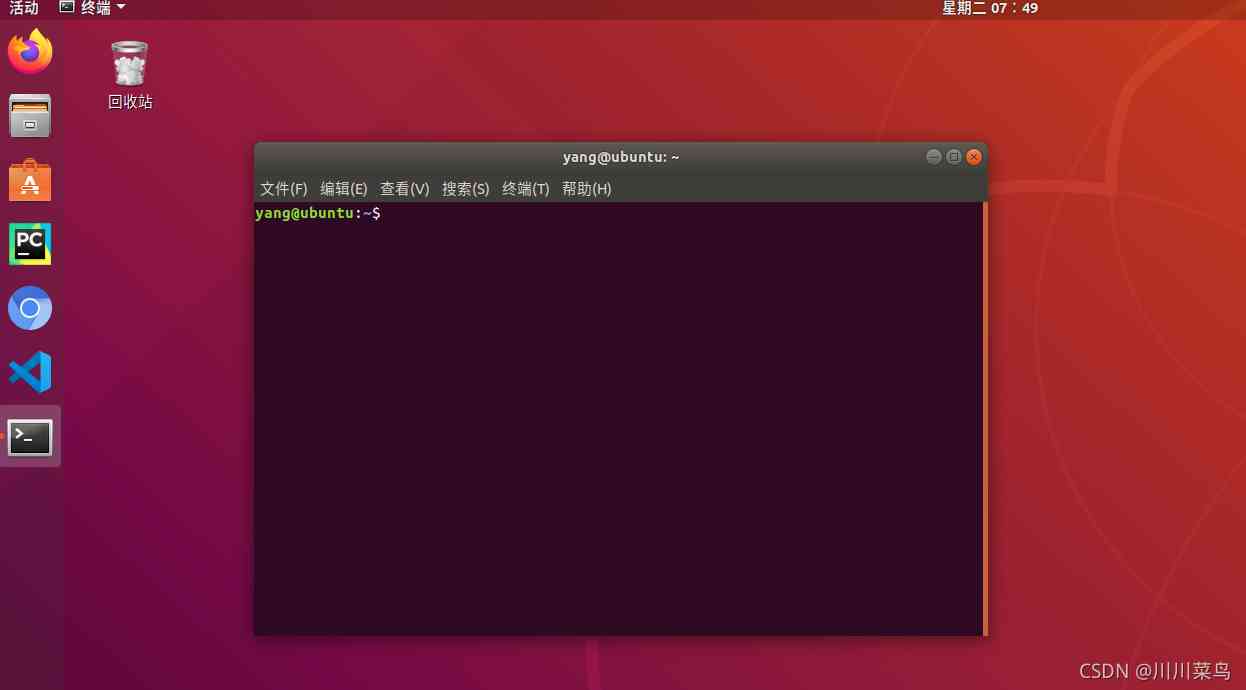 活动 终端 星期二 07：49
回收站
yang@ubuntu: ~
文件(F) 编辑(E) 查看(V) 搜索(S) 终端(T) 帮助(H)
yang@ubuntu:~$
PC
CSDN @川川菜鸟